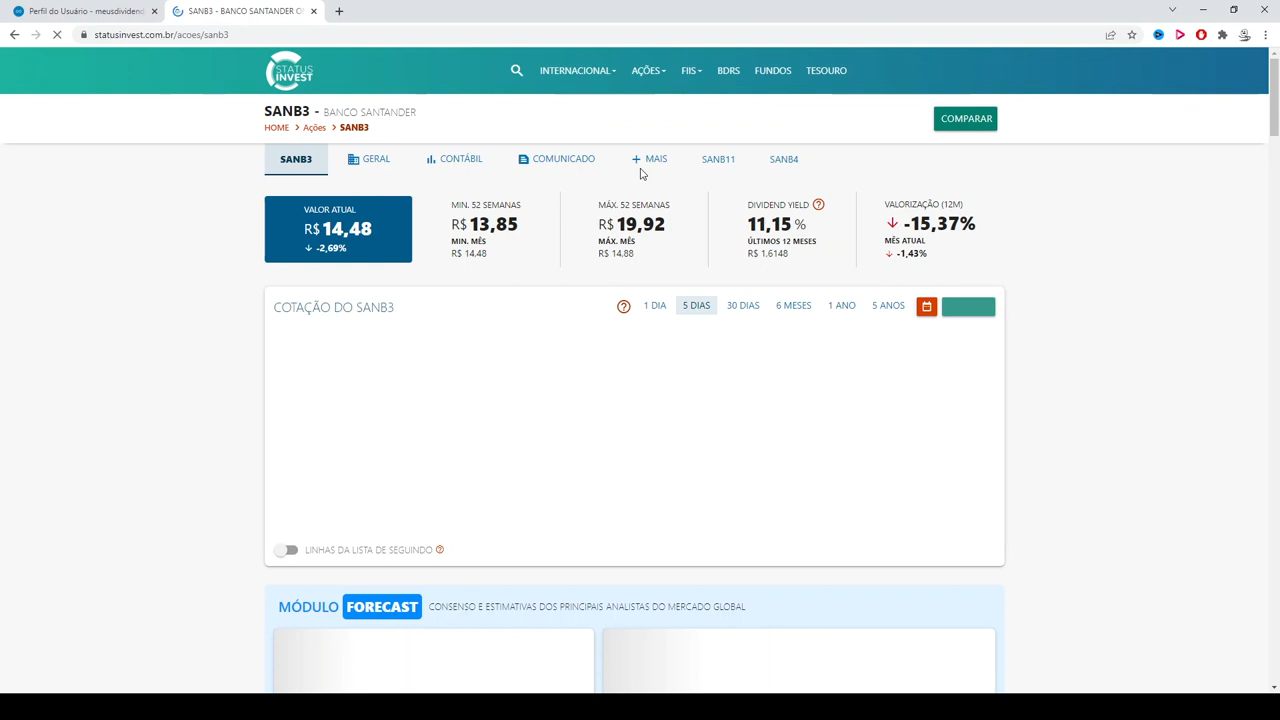 Perfil do Usuário - meusdividend
SANB3 - BANCO SANTANDER O
statusinvest.com.br/acoes/sanb3
STATUS INVEST
INTERNACIONAL
AÇÕES
FIIS
BDRS
FUNDOS
TESOURO
SANB3 - BANCO SANTANDER
HOME > Ações > SANB3
COMPARAR
SANB3
GERAL
CONTÁBIL
COMUNICADO
MAIS
SANB11
SANB4
VALOR ATUAL
R$ 14,48
-2,69%
MIN. 52 SEMANAS
R$ 13,85
MIN. MÊS
R$ 14,48
MÁX. 52 SEMANAS
R$ 19,92
MÁX. MÊS
R$ 14,88
DIVIDEND YIELD
11,15 %
ÚLTIMOS 12 MESES
R$ 1,6148
VALORIZAÇÃO (12M)
-15,37%
MÊS ATUAL
-1,43%
COTAÇÃO DO SANB3
1 DIA
5 DIAS
30 DIAS
6 MESES
1 ANO
5 ANOS
LINHAS DA LISTA DE SEGUINDO
MÓDULO FORECAST CONSENSO E ESTIMATIVAS DOS PRINCIPAIS ANALISTAS DO MERCADO GLOBAL